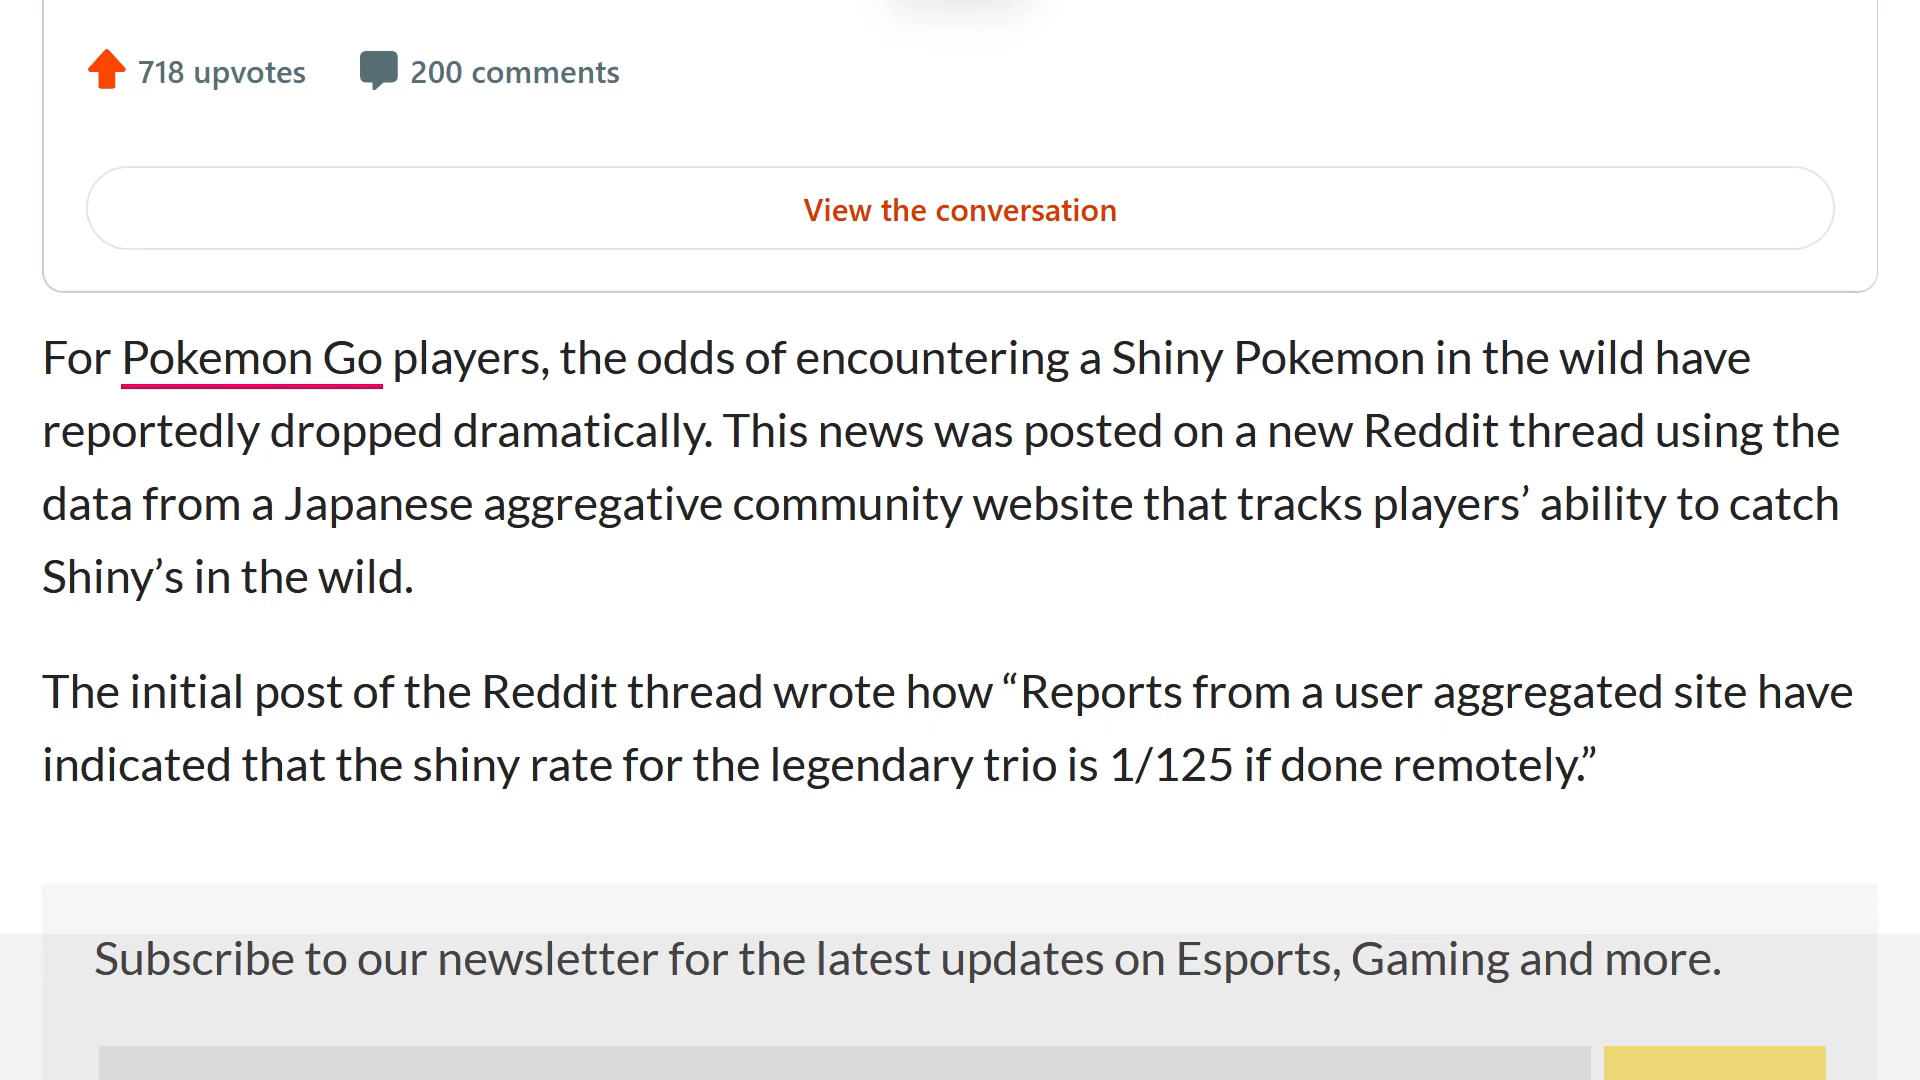 718 upvotes 200 comments
View the conversation
For Pokemon Go players, the odds of encountering a Shiny Pokemon in the wild have
reportedly dropped dramatically. This news was posted on a new Reddit thread using the
data from a Japanese aggregative community website that tracks players’ ability to catch
Shiny’s in the wild.
The initial post of the Reddit thread wrote how “Reports from a user aggregated site have
indicated that the shiny rate for the legendary trio is 1/125 if done remotely.”
Subscribe to our newsletter for the latest updates on Esports, Gaming and more.